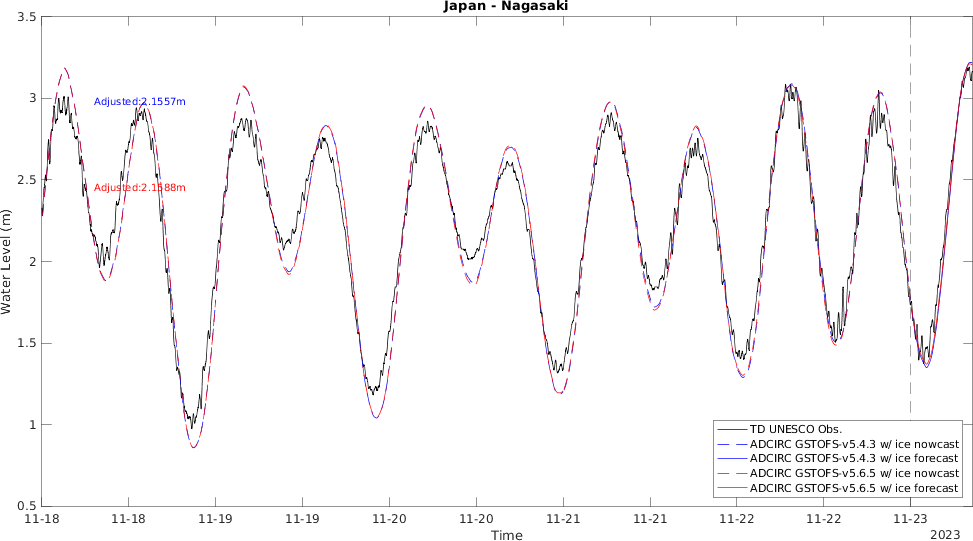 Japan - Nagasaki
3.5
3
2.5
2
1.5
1
0.5
Water Level (m)
Adjusted:2.1557m
Adjusted:2.1588m
TD UNESCO Obs.
ADCIRC GSTOFS-v5.4.3 w/ ice nowcast
ADCIRC GSTOFS-v5.4.3 w/ ice forecast
ADCIRC GSTOFS-v5.6.5 w/ ice nowcast
ADCIRC GSTOFS-v5.6.5 w/ ice forecast
11-18 11-18 11-19 11-19 11-20 11-20 11-21 11-21 11-22 11-22 11-23
Time
2023